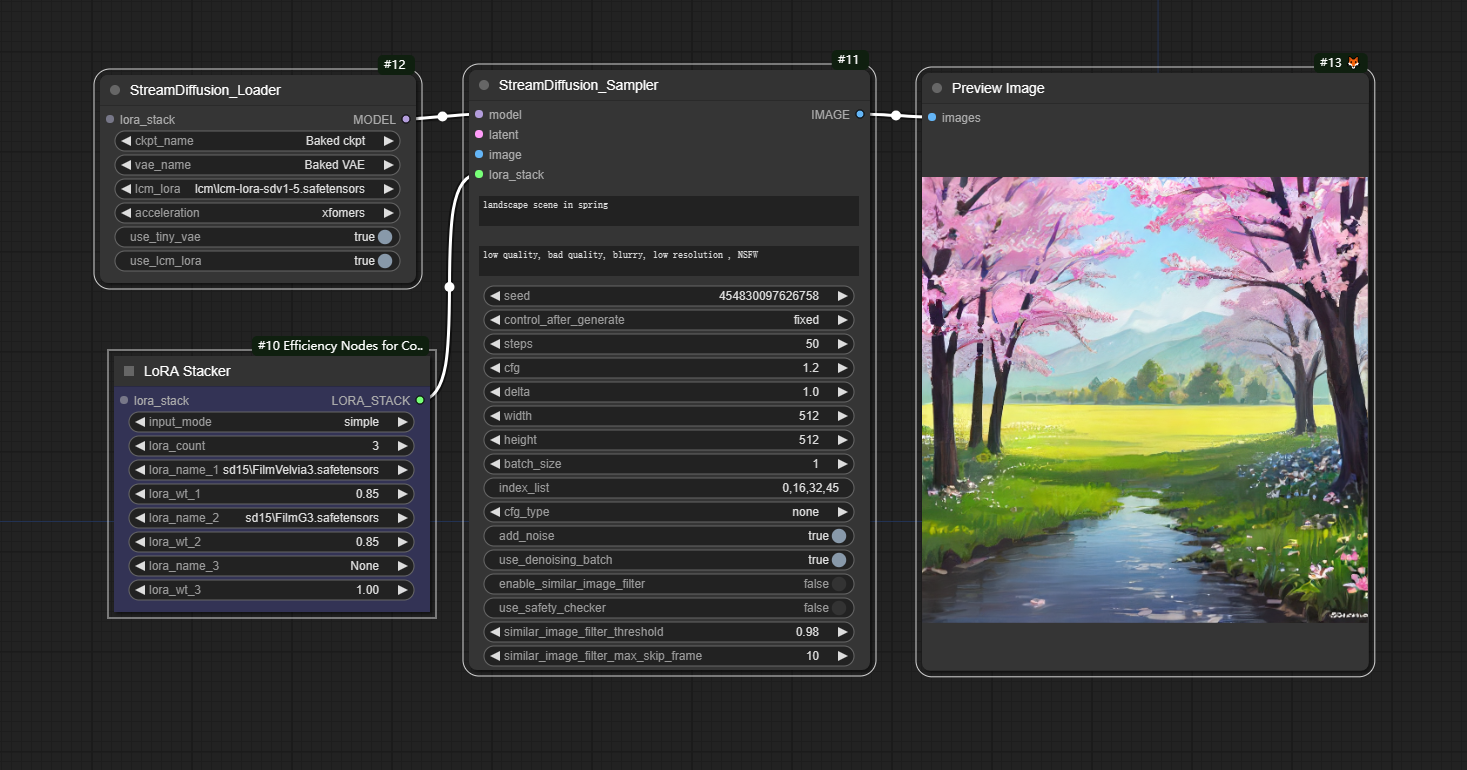 #12
StreamDiffusion_Loader
lora_stack MODEL
ckpt_name Baked ckpt
vae_name Baked VAE
lcm_lora lcm\lcm-lora-sdv1-5.safetensors
acceleration xfomers
use_tiny_vae true
use_lcm_lora true
#10 Efficiency Nodes for Co..
LoRA Stacker
lora_stack LORA_STACK
input_mode simple
lora_count 3
lora_name_1 sd15\FilmVelvia3.safetensors
lora_wt_1 0.85
lora_name_2 sd15\FilmG3.safetensors
lora_wt_2 0.85
lora_name_3 None
lora_wt_3 1.00
#11
StreamDiffusion_Sampler
model IMAGE
latent
image
lora_stack
landscape scene in spring
low quality, bad quality, blurry, low resolution , NSFW
seed 454830097626758
control_after_generate fixed
steps 50
cfg 1.2
delta 1.0
width 512
height 512
batch_size 1
index_list 0,16,32,45
cfg_type none
add_noise true
use_denoising_batch true
enable_similar_image_filter false
use_safety_checker false
similar_image_filter_threshold 0.98
similar_image_filter_max_skip_frame 10
#13
Preview Image
images